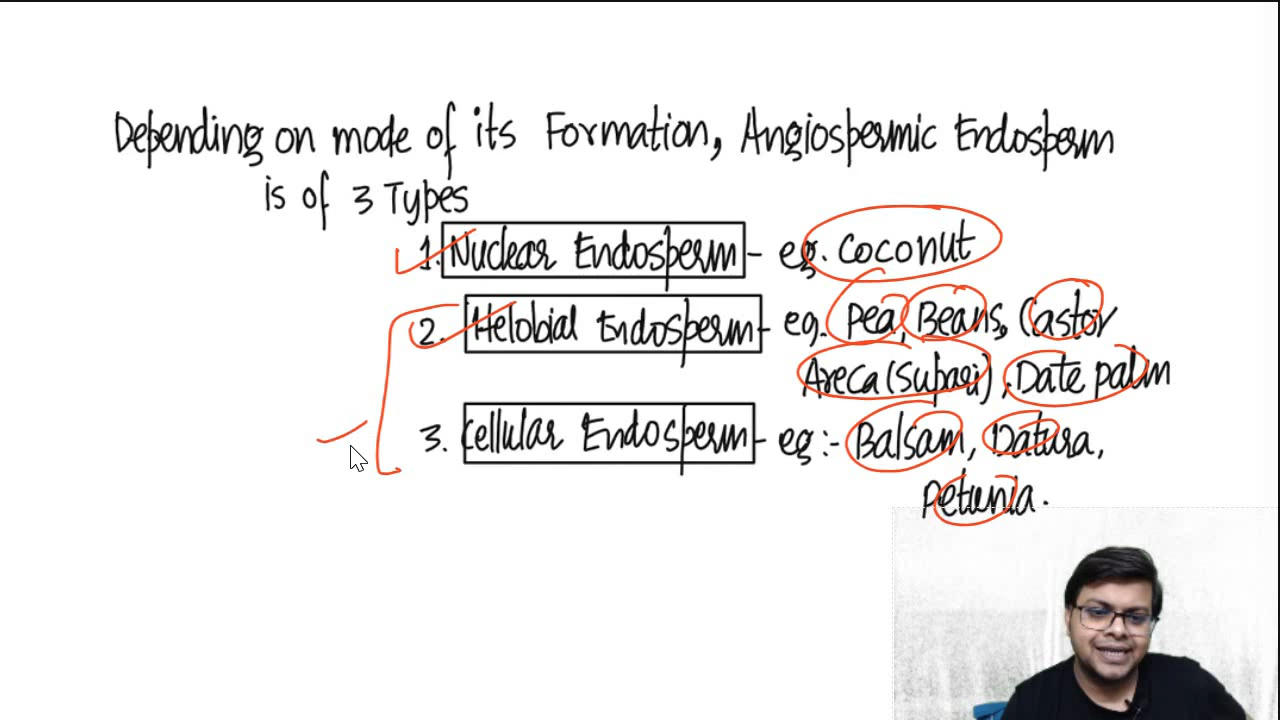 Depending on mode of its Formation, Angiospermic Endosperm
is of 3 Types
1. Nuclear Endosperm - eg. Coconut
2. Helobial Endosperm - eg. Pea, Beans, Castor
Areca (Supari), Date palm
3. Cellular Endosperm - eg:- Balsam, Datura,
Petunia.